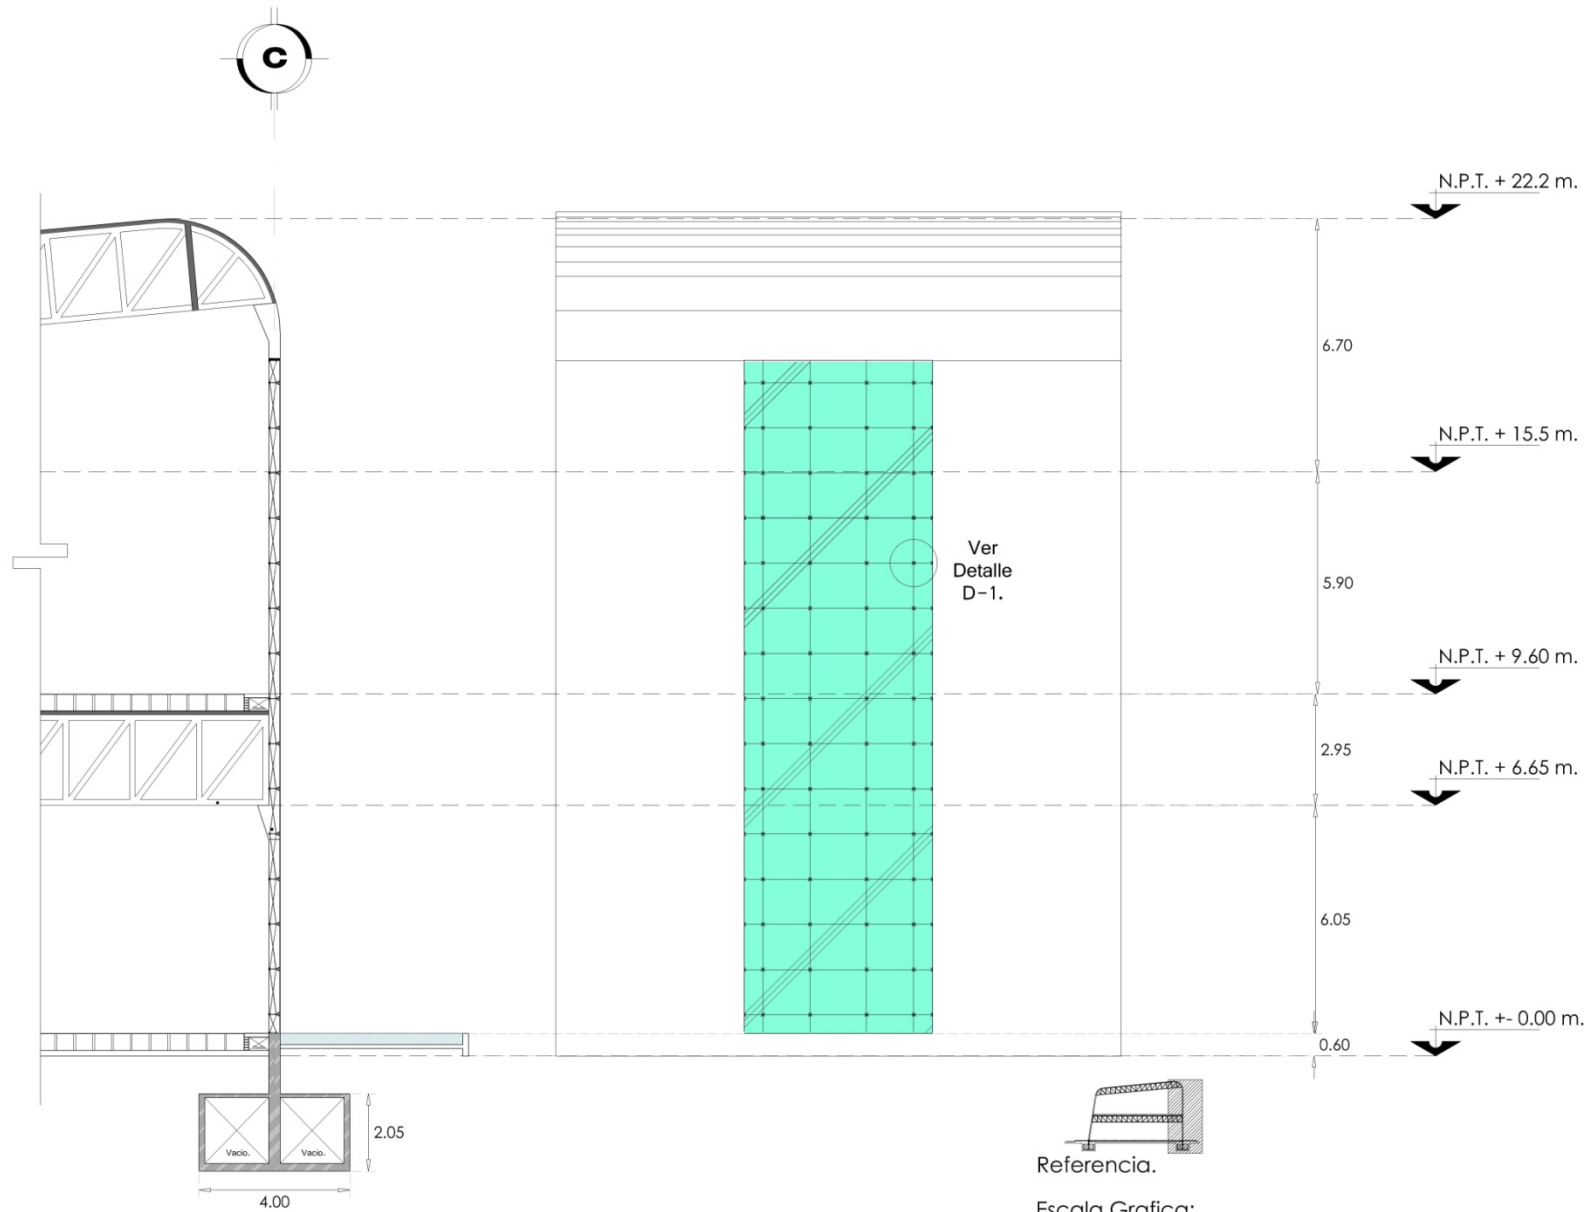 C
N.P.T. + 22.2 m.
6.70
N.P.T. + 15.5 m.
Ver
Detalle
D-1.
5.90
N.P.T. + 9.60 m.
2.95
N.P.T. + 6.65 m.
6.05
N.P.T. +- 0.00 m.
0.60
2.05
Vacio.
Vacio.
4.00
Referencia.
Escala Grafica: